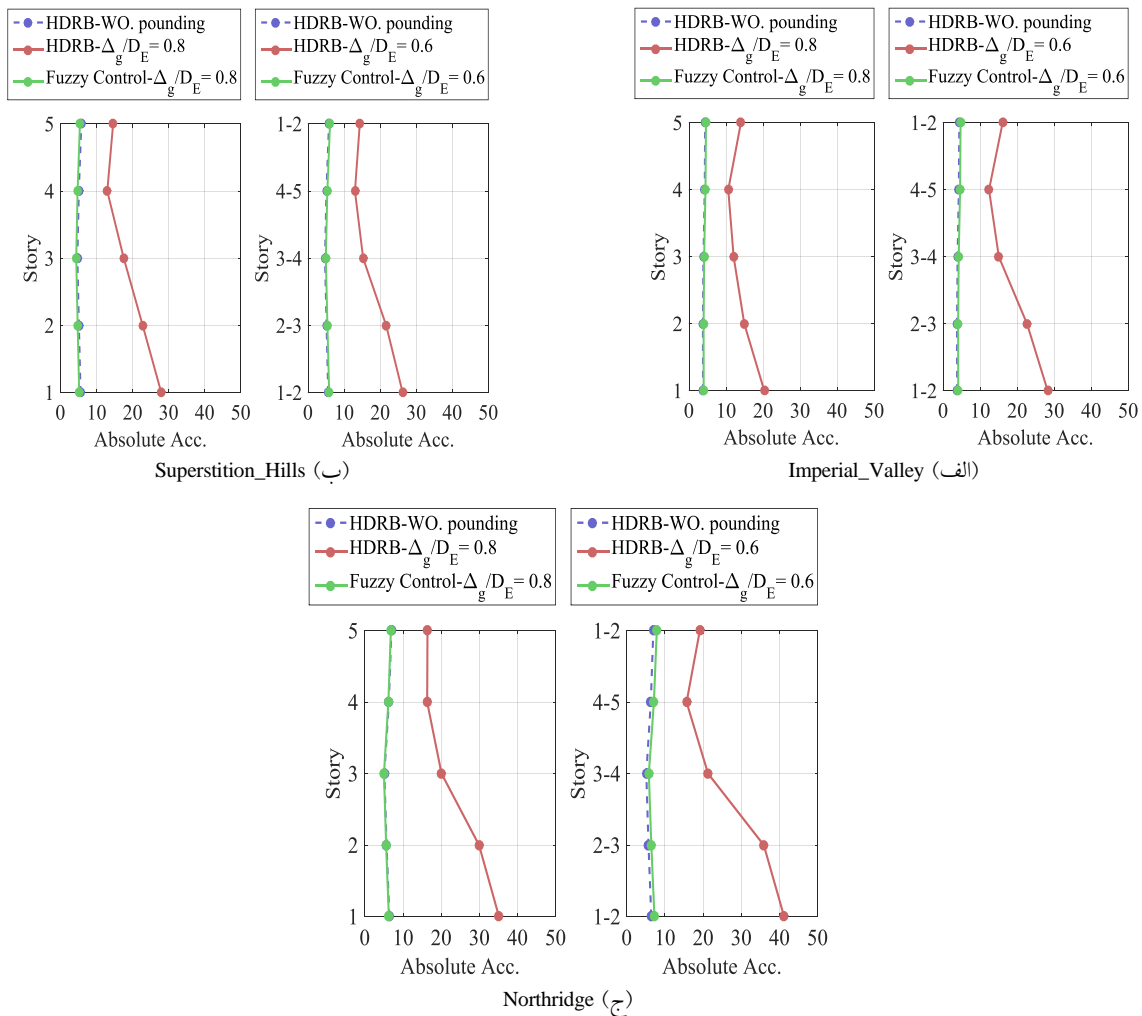 HDRB-WO. pounding
HDRB-Δg/DE= 0.8
Fuzzy Control-Δg/DE= 0.8
HDRB-WO. pounding
HDRB-Δg/DE= 0.6
Fuzzy Control-Δg/DE= 0.6
5
4
3
2
1
Story
0 10 20 30 40 50
Absolute Acc.
1-2
4-5
3-4
2-3
1-2
Story
0 10 20 30 40 50
Absolute Acc.
Superstition_Hills (ب)
HDRB-WO. pounding
HDRB-Δg/DE= 0.8
Fuzzy Control-Δg/DE= 0.8
HDRB-WO. pounding
HDRB-Δg/DE= 0.6
Fuzzy Control-Δg/DE= 0.6
5
4
3
2
1
Story
0 10 20 30 40 50
Absolute Acc.
1-2
4-5
3-4
2-3
1-2
Story
0 10 20 30 40 50
Absolute Acc.
Imperial_Valley (الف)
HDRB-WO. pounding
HDRB-Δg/DE= 0.8
Fuzzy Control-Δg/DE= 0.8
HDRB-WO. pounding
HDRB-Δg/DE= 0.6
Fuzzy Control-Δg/DE= 0.6
5
4
3
2
1
Story
0 10 20 30 40 50
Absolute Acc.
1-2
4-5
3-4
2-3
1-2
Story
0 10 20 30 40 50
Absolute Acc.
Northridge (ج)